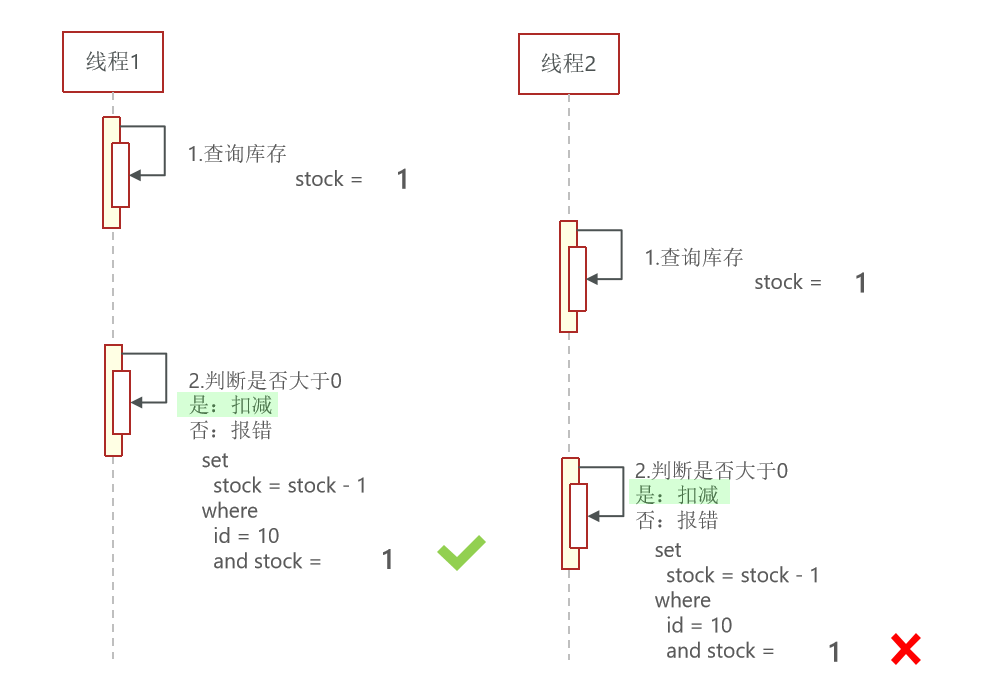 线程1
1.查询库存
stock = 1
2.判断是否大于0
是：扣减
否：报错
set
stock = stock - 1
where
id = 10
and stock = 1
线程2
1.查询库存
stock = 1
2.判断是否大于0
是：扣减
否：报错
set
stock = stock - 1
where
id = 10
and stock = 1